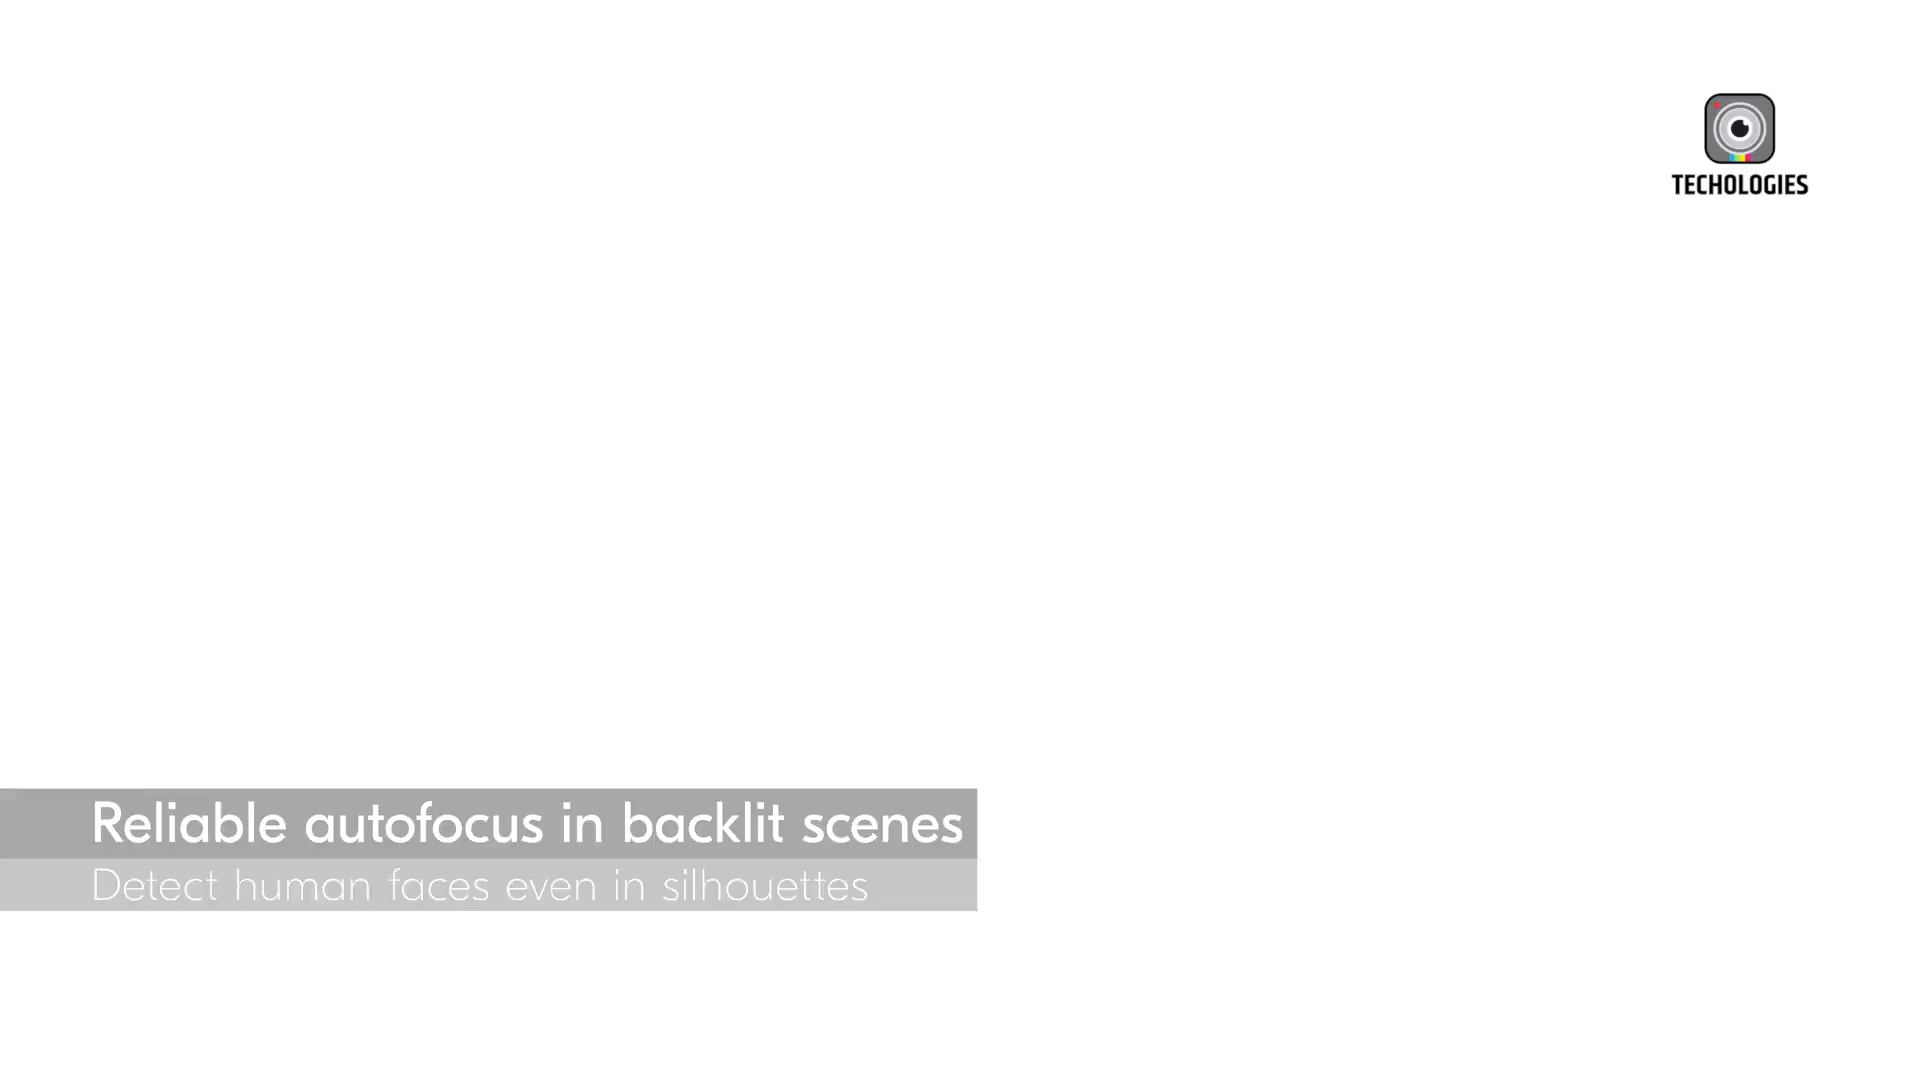 TECHOLOGIES
Reliable autofocus in backlit scenes
Detect human faces even in silhouettes